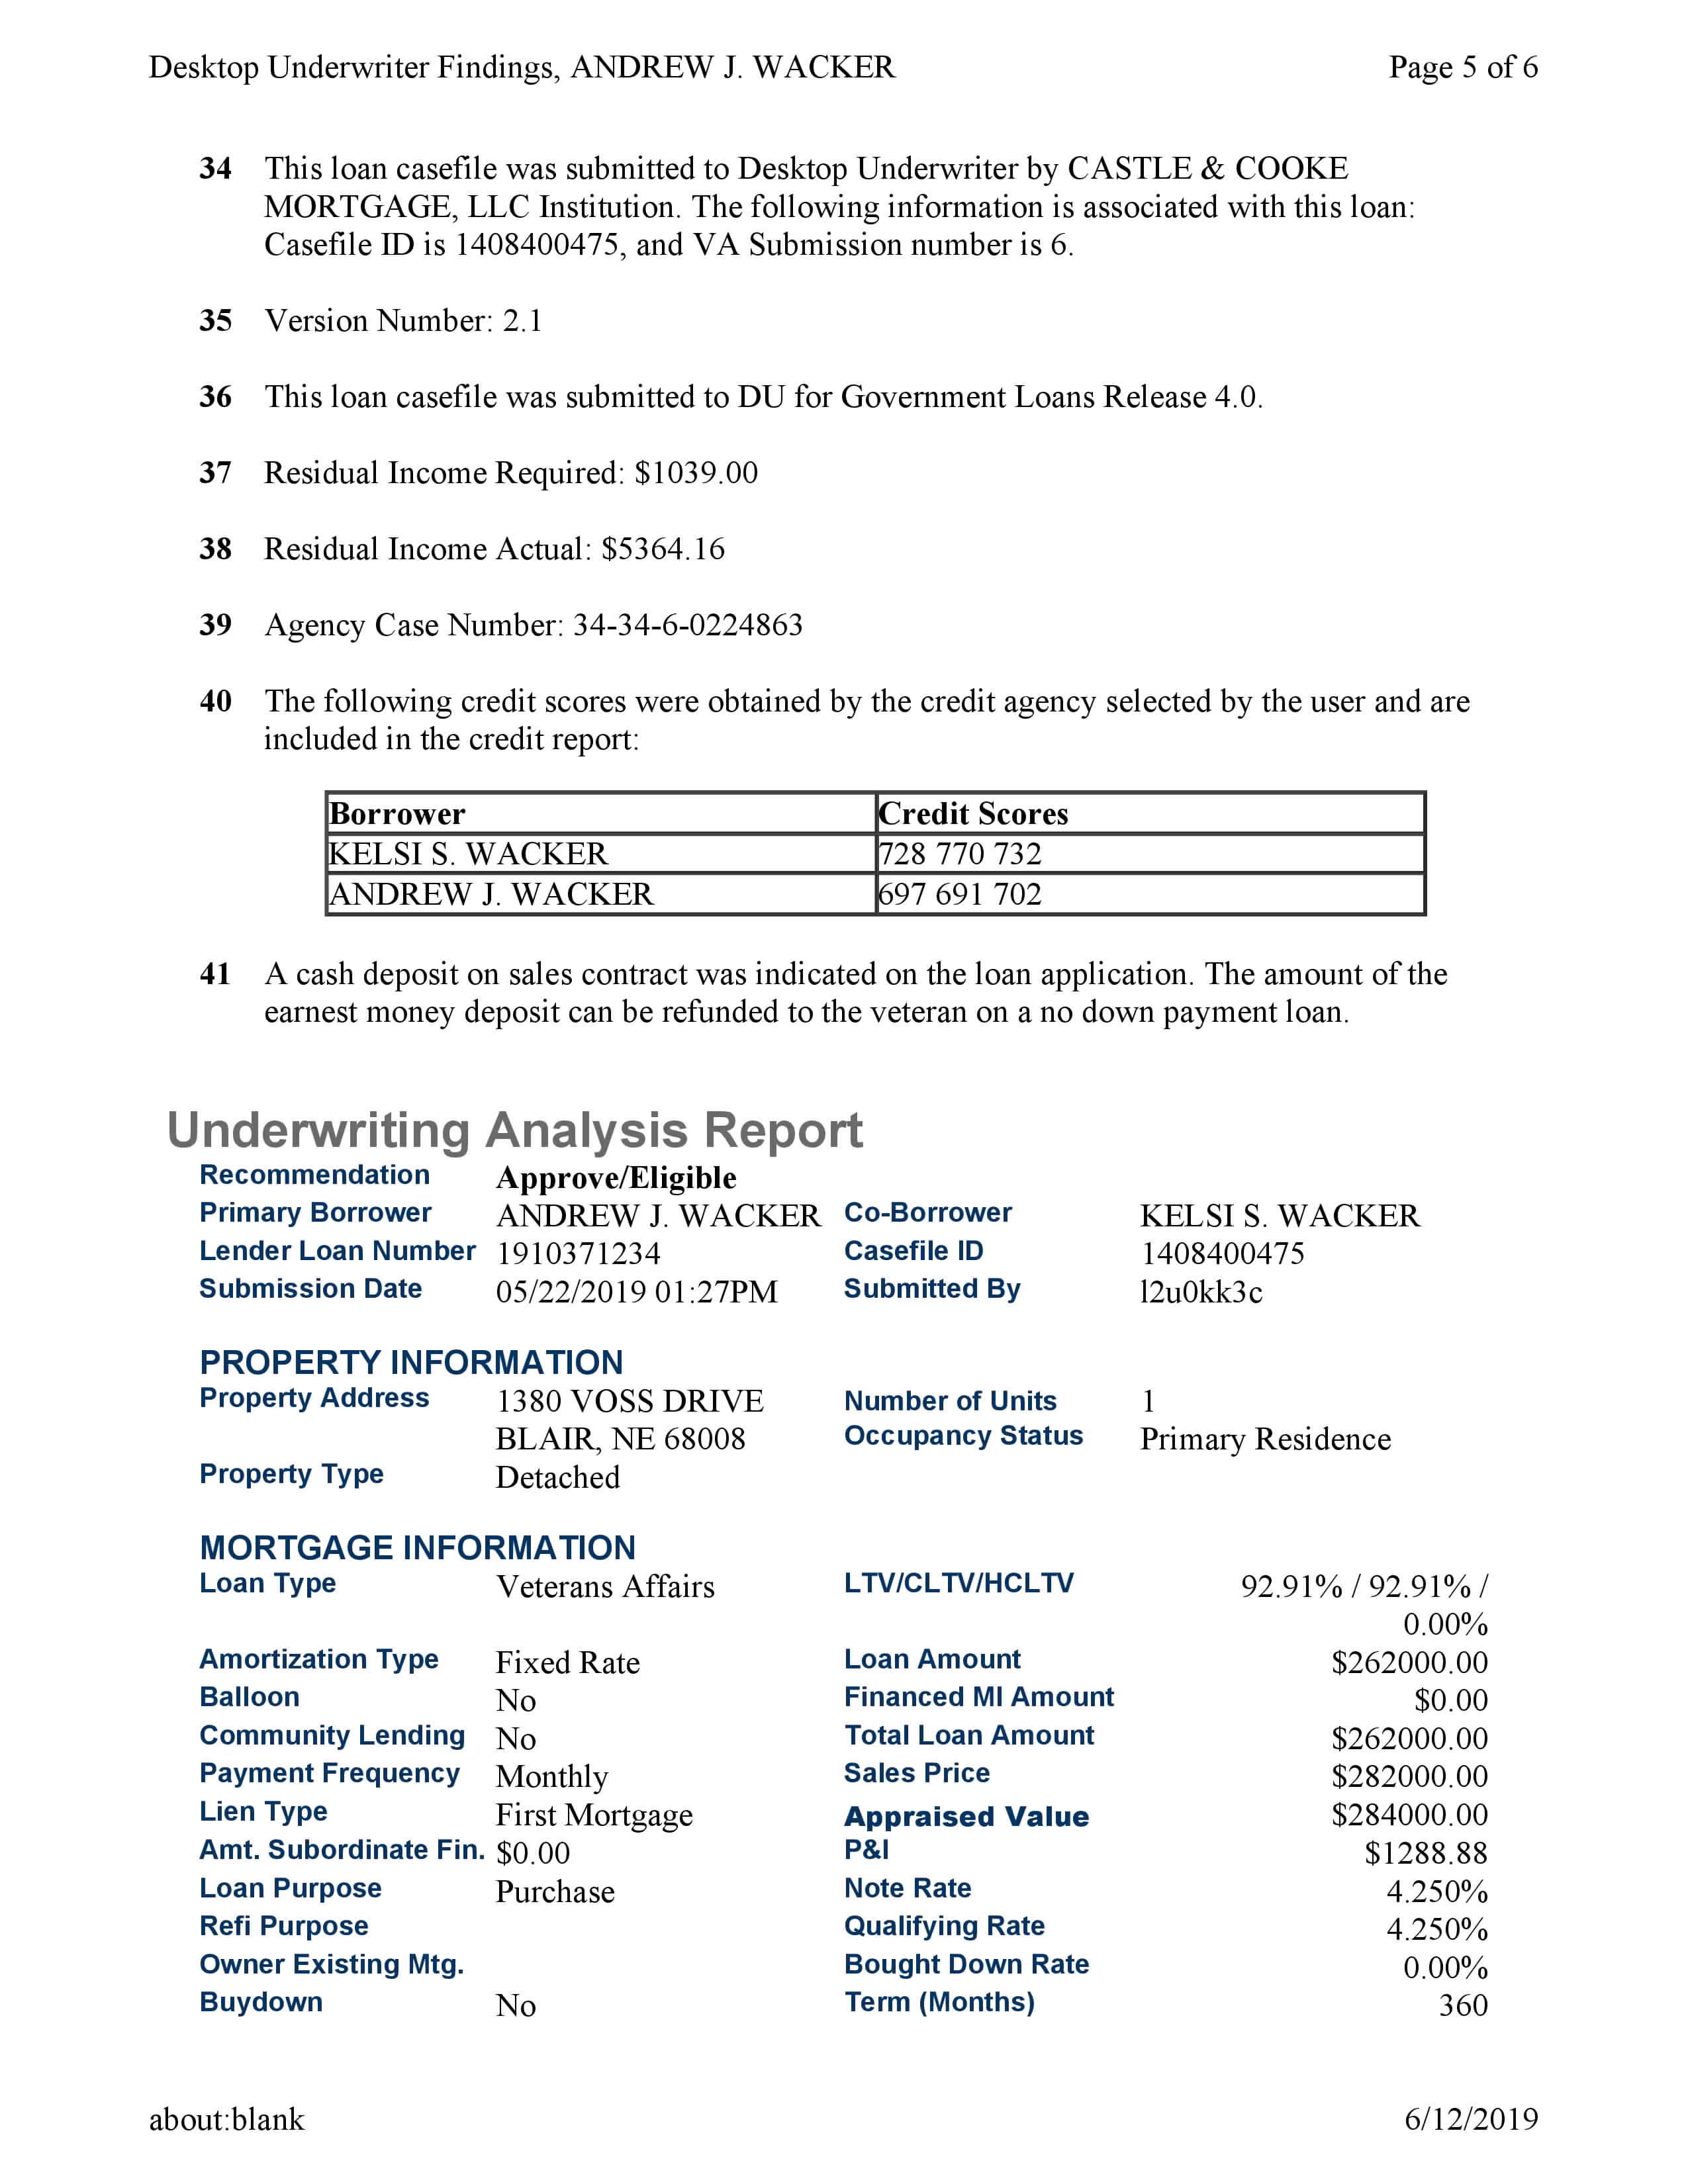 Desktop Underwriter Findings, ANDREW J. WACKER Page 5 of 6
34 This loan casefile was submitted to Desktop Underwriter by CASTLE & COOKE
MORTGAGE, LLC Institution. The following information is associated with this loan:
Casefile ID is 1408400475, and VA Submission number is 6.
35 Version Number: 2.1
36 This loan casefile was submitted to DU for Government Loans Release 4.0.
37 Residual Income Required: $1039.00
38 Residual Income Actual: $5364.16
39 Agency Case Number: 34-34-6-0224863
40 The following credit scores were obtained by the credit agency selected by the user and are
included in the credit report:
Borrower Credit Scores
KELSI S. WACKER 728 770 732
ANDREW J. WACKER 697 691 702
41 A cash deposit on sales contract was indicated on the loan application. The amount of the
earnest money deposit can be refunded to the veteran on a no down payment loan.
Underwriting Analysis Report
Recommendation Approve/Eligible
Primary Borrower ANDREW J. WACKER Co-Borrower KELSI S. WACKER
Lender Loan Number 1910371234 Casefile ID 1408400475
Submission Date 05/22/2019 01:27PM Submitted By l2u0kk3c
PROPERTY INFORMATION
Property Address 1380 VOSS DRIVE Number of Units 1
BLAIR, NE 68008 Occupancy Status Primary Residence
Property Type Detached
MORTGAGE INFORMATION
Loan Type Veterans Affairs LTV/CLTV/HCLTV 92.91% / 92.91% /
0.00%
Amortization Type Fixed Rate Loan Amount $262000.00
Balloon No Financed MI Amount $0.00
Community Lending No Total Loan Amount $262000.00
Payment Frequency Monthly Sales Price $282000.00
Lien Type First Mortgage Appraised Value $284000.00
Amt. Subordinate Fin. $0.00 P&I $1288.88
Loan Purpose Purchase Note Rate 4.250%
Refi Purpose Qualifying Rate 4.250%
Owner Existing Mtg. Bought Down Rate 0.00%
Buydown No Term (Months) 360
about:blank 6/12/2019